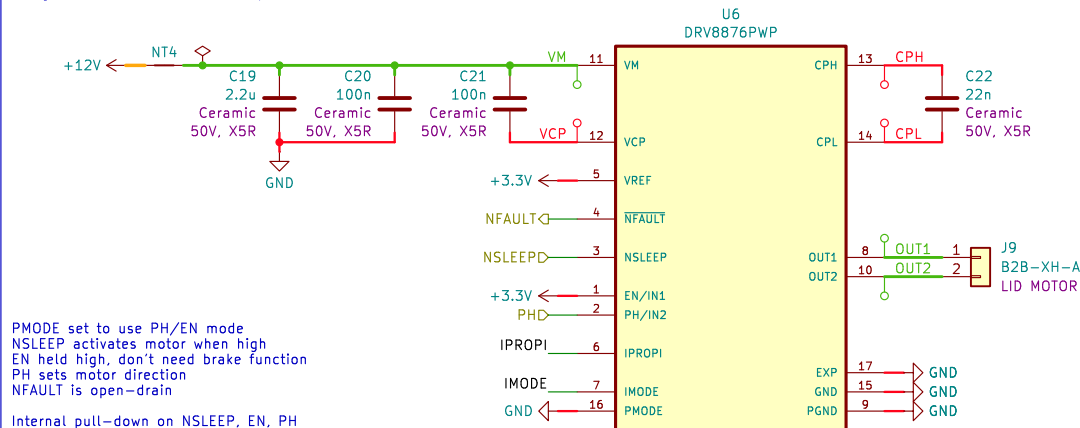 U6
DRV8876PWP
+12V
NT4
VM
11
VM
C19
2.2u
Ceramic
50V, X5R
C20
100n
Ceramic
50V, X5R
C21
100n
Ceramic
50V, X5R
VCP
12
VCP
GND
CPH
13
CPH
C22
22n
Ceramic
50V, X5R
CPL
14
CPL
+3.3V
5
VREF
NFAULT
4
NFAULT
NSLEEP
3
NSLEEP
OUT1
8
OUT1
1
OUT2
10
OUT2
2
J9
B2B-XH-A
LID MOTOR
+3.3V
1
EN/IN1
PH
2
PH/IN2
IPROPI
6
IPROPI
IMODE
7
IMODE
GND
16
PMODE
EXP
17
GND
GND
15
GND
PGND
9
GND
PMODE set to use PH/EN mode
NSLEEP activates motor when high
EN held high, don't need brake function
PH sets motor direction
NFAULT is open-drain
Internal pull-down on NSLEEP, EN, PH